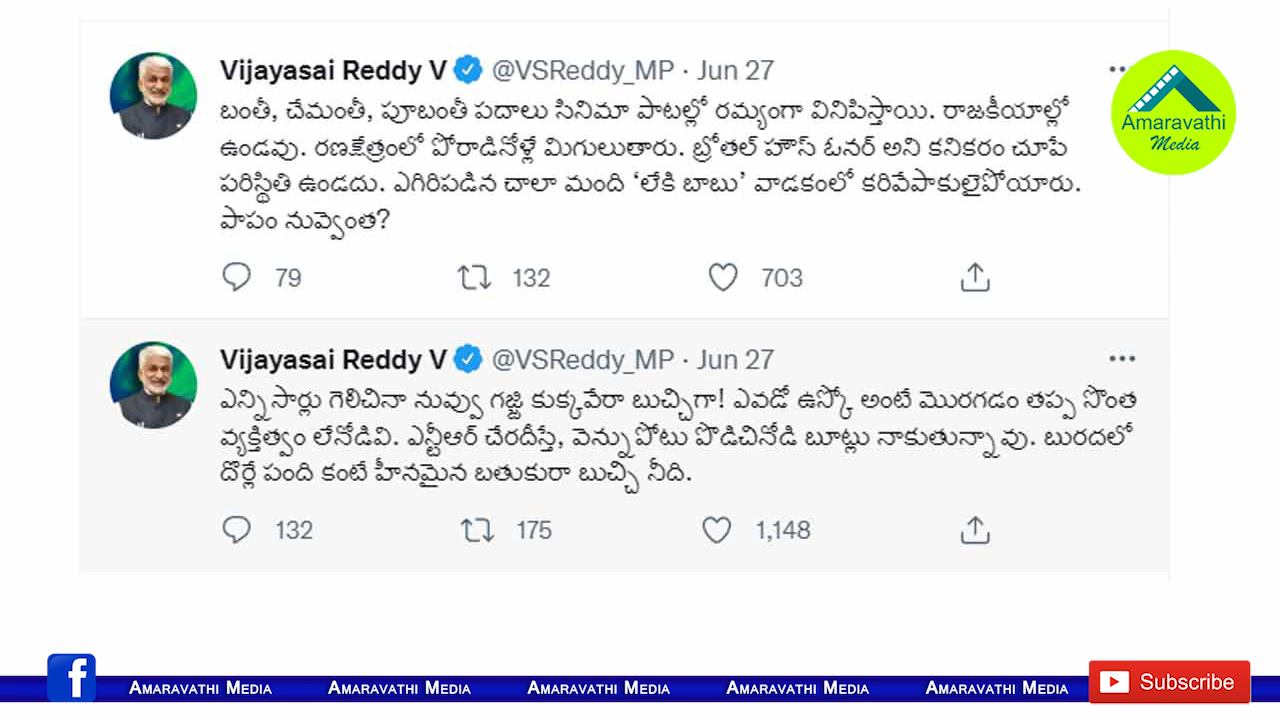 Vijayasai Reddy V @VSReddy_MP · Jun 27
బంతీ, చేమంతీ, పూబంతీ పదాలు సినిమా పాటల్లో రమ్యంగా వినిపిస్తాయి. రాజకీయాల్లో
ఉండవు. రణక్షేత్రంలో పోరాడినోళ్లే మిగులుతారు. బ్రోతల్ హౌస్ ఓనర్ అని కనికరం చూపే
పరిస్థితి ఉండదు. ఎగిరిపడిన చాలా మంది ‘లేకి బాబు’ వాడకంలో కరివేపాకులైపోయారు.
పాపం నువ్వెంత?
79 132 703
Amaravathi
Media
Vijayasai Reddy V @VSReddy_MP · Jun 27
ఎన్ని సార్లు గెలిచినా నువ్వు గజ్జి కుక్కవేరా బుచ్చిగా! ఎవడో ఉస్కో అంటే మొరగడం తప్ప సొంత
వ్యక్తిత్వం లేనోడివి. ఎన్టీఆర్ చేరదీస్తే, వెన్నుపోటు పొడిచినోడి బూట్లు నాకుతున్నావు. బురదలో
దొర్లే పంది కంటే హీనమైన బతుకురా బుచ్చి నీది.
132 175 1,148
f Amaravathi Media Amaravathi Media Amaravathi Media Amaravathi Media Amaravathi Media Subscribe